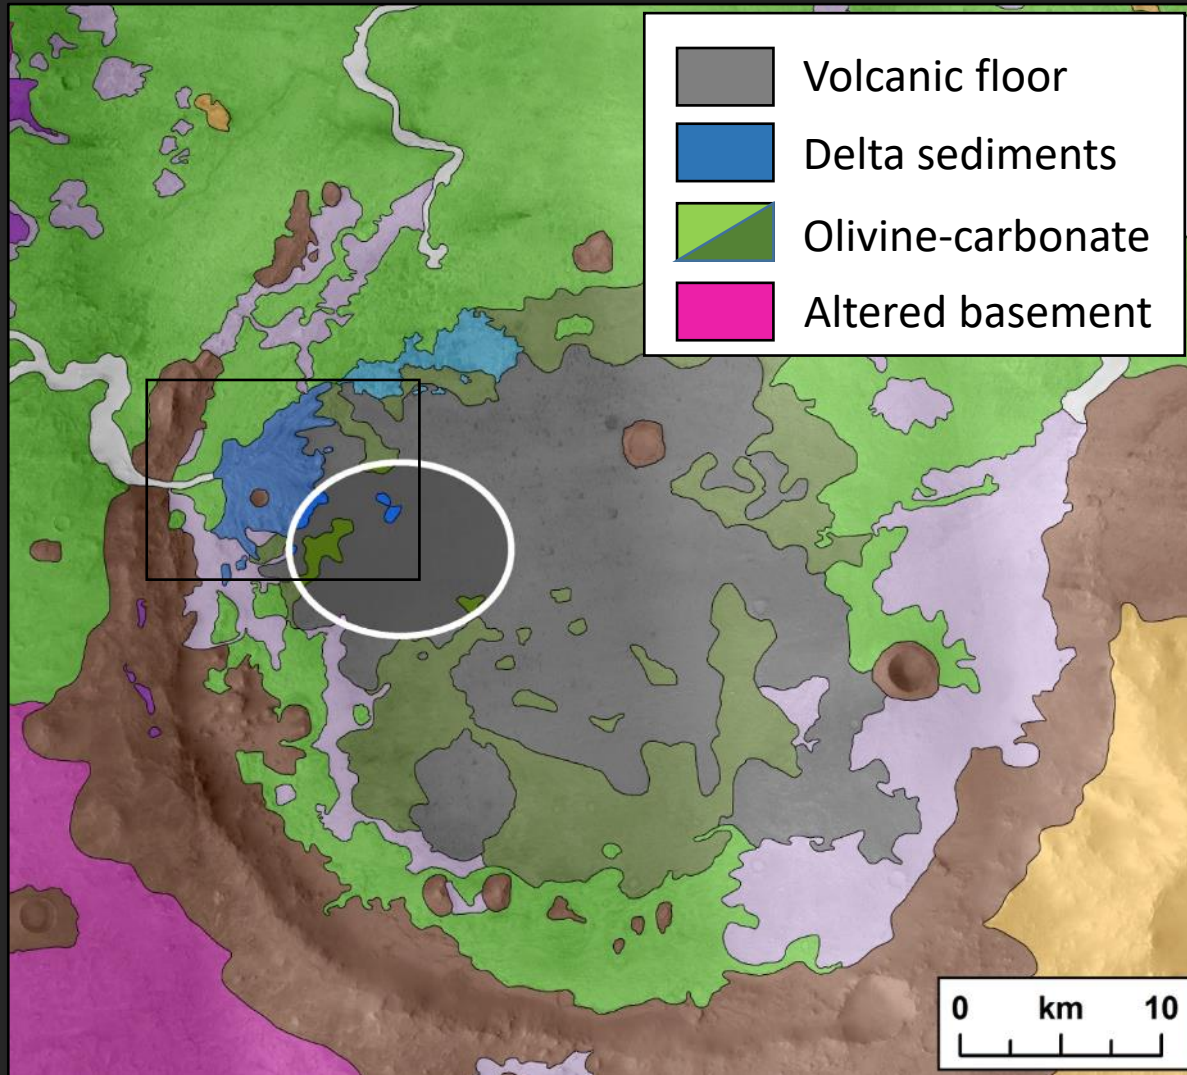 Volcanic floor
Delta sediments
Olivine-carbonate
Altered basement
0 km 10